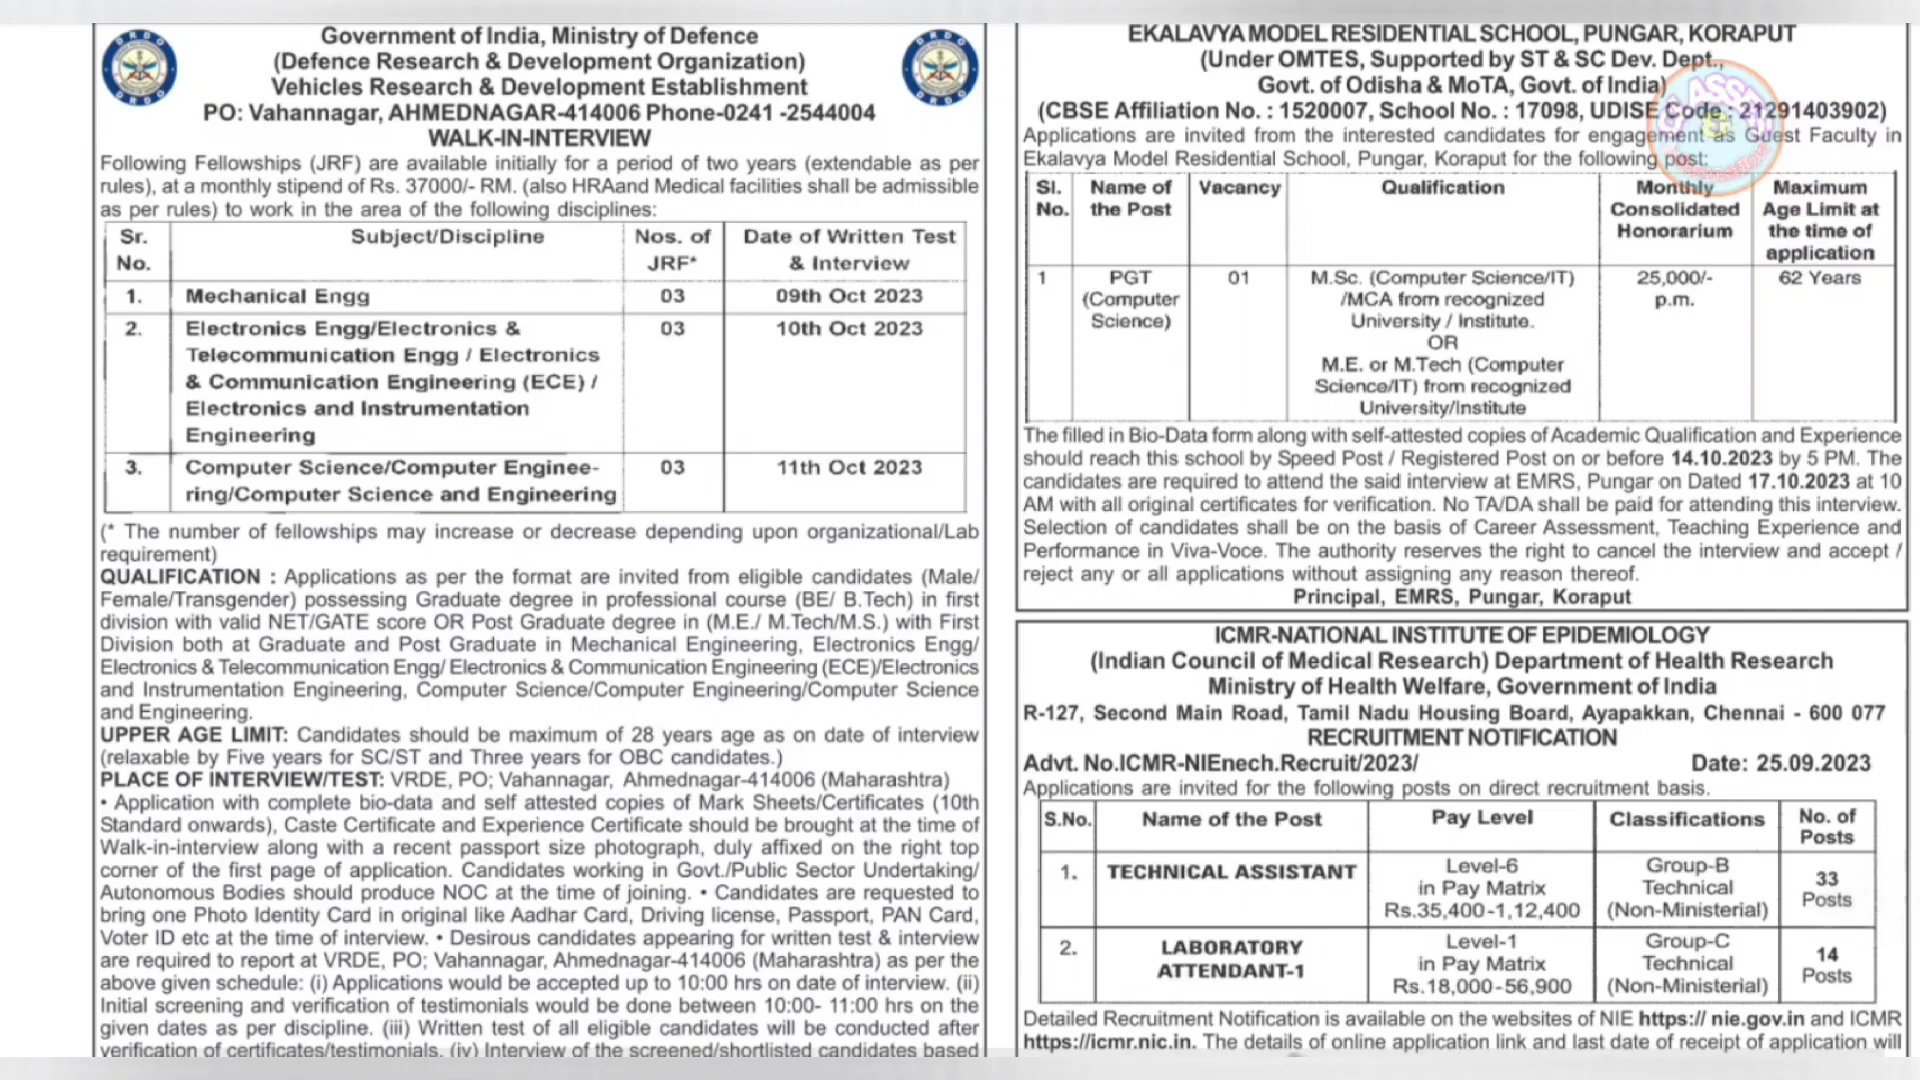 Government of India, Ministry of Defence
(Defence Research & Development Organization)
Vehicles Research & Development Establishment
PO: Vahannagar, AHMEDNAGAR-414006 Phone-0241 -2544004
WALK-IN-INTERVIEW
Following Fellowships (JRF) are available initially for a period of two years (extendable as per
rules), at a monthly stipend of Rs. 37000/- RM. (also HRAand Medical facilities shall be admissible
as per rules) to work in the area of the following disciplines:
Sr. No. Subject/Discipline Nos. of JRF* Date of Written Test & Interview
1. Mechanical Engg 03 09th Oct 2023
2. Electronics Engg/Electronics & 03 10th Oct 2023
Telecommunication Engg / Electronics
& Communication Engineering (ECE) /
Electronics and Instrumentation
Engineering
3. Computer Science/Computer Enginee- 03 11th Oct 2023
ring/Computer Science and Engineering
(* The number of fellowships may increase or decrease depending upon organizational/Lab
requirement)
QUALIFICATION : Applications as per the format are invited from eligible candidates (Male/
Female/Transgender) possessing Graduate degree in professional course (BE/ B.Tech) in first
division with valid NET/GATE score OR Post Graduate degree in (M.E./ M.Tech/M.S.) with First
Division both at Graduate and Post Graduate in Mechanical Engineering, Electronics Engg/
Electronics & Telecommunication Engg/ Electronics & Communication Engineering (ECE)/Electronics
and Instrumentation Engineering, Computer Science/Computer Engineering/Computer Science
and Engineering.
UPPER AGE LIMIT: Candidates should be maximum of 28 years age as on date of interview
(relaxable by Five years for SC/ST and Three years for OBC candidates.)
PLACE OF INTERVIEW/TEST: VRDE, PO; Vahannagar, Ahmednagar-414006 (Maharashtra)
• Application with complete bio-data and self attested copies of Mark Sheets/Certificates (10th
Standard onwards), Caste Certificate and Experience Certificate should be brought at the time of
Walk-in-interview along with a recent passport size photograph, duly affixed on the right top
corner of the first page of application. Candidates working in Govt./Public Sector Undertaking/
Autonomous Bodies should produce NOC at the time of joining. • Candidates are requested to
bring one Photo Identity Card in original like Aadhar Card, Driving license, Passport, PAN Card,
Voter ID etc at the time of interview. • Desirous candidates appearing for written test & interview
are required to report at VRDE, PO; Vahannagar, Ahmednagar-414006 (Maharashtra) as per the
above given schedule: (i) Applications would be accepted up to 10:00 hrs on date of interview. (ii)
Initial screening and verification of testimonials would be done between 10:00- 11:00 hrs on the
given dates as per discipline. (iii) Written test of all eligible candidates will be conducted after
verification of certificates/testimonials. (iv) Interview of the screened/shortlisted candidates based
EKALAVYA MODEL RESIDENTIAL SCHOOL, PUNGAR, KORAPUT
(Under OMTES, Supported by ST & SC Dev. Dept.,
Govt. of Odisha & MoTA, Govt. of India)
(CBSE Affiliation No. : 1520007, School No. : 17098, UDISE Code : 21291403902)
Applications are invited from the interested candidates for engagement as Guest Faculty in
Ekalavya Model Residential School, Pungar, Koraput for the following post:
Sl. No. Name of the Post Vacancy Qualification Monthly Consolidated Honorarium Maximum Age Limit at the time of application
1 PGT 01 M.Sc. (Computer Science/IT) 25,000/- 62 Years
(Computer /MCA from recognized p.m.
Science) University / Institute.
OR
M.E. or M.Tech (Computer
Science/IT) from recognized
University/Institute
The filled in Bio-Data form along with self-attested copies of Academic Qualification and Experience
should reach this school by Speed Post / Registered Post on or before 14.10.2023 by 5 PM. The
candidates are required to attend the said interview at EMRS, Pungar on Dated 17.10.2023 at 10
AM with all original certificates for verification. No TA/DA shall be paid for attending this interview.
Selection of candidates shall be on the basis of Career Assessment, Teaching Experience and
Performance in Viva-Voce. The authority reserves the right to cancel the interview and accept /
reject any or all applications without assigning any reason thereof.
Principal, EMRS, Pungar, Koraput
ICMR-NATIONAL INSTITUTE OF EPIDEMIOLOGY
(Indian Council of Medical Research) Department of Health Research
Ministry of Health Welfare, Government of India
R-127, Second Main Road, Tamil Nadu Housing Board, Ayapakkan, Chennai - 600 077
RECRUITMENT NOTIFICATION
Advt. No.ICMR-NIEnech.Recruit/2023/ Date: 25.09.2023
Applications are invited for the following posts on direct recruitment basis.
S.No. Name of the Post Pay Level Classifications No. of Posts
1. TECHNICAL ASSISTANT Level-6 Group-B 33
in Pay Matrix Technical Posts
Rs.35,400-1,12,400 (Non-Ministerial)
2. LABORATORY Level-1 Group-C 14
ATTENDANT-1 in Pay Matrix Technical Posts
Rs.18,000-56,900 (Non-Ministerial)
Detailed Recruitment Notification is available on the websites of NIE https:// nie.gov.in and ICMR
https://icmr.nic.in. The details of online application link and last date of receipt of application will